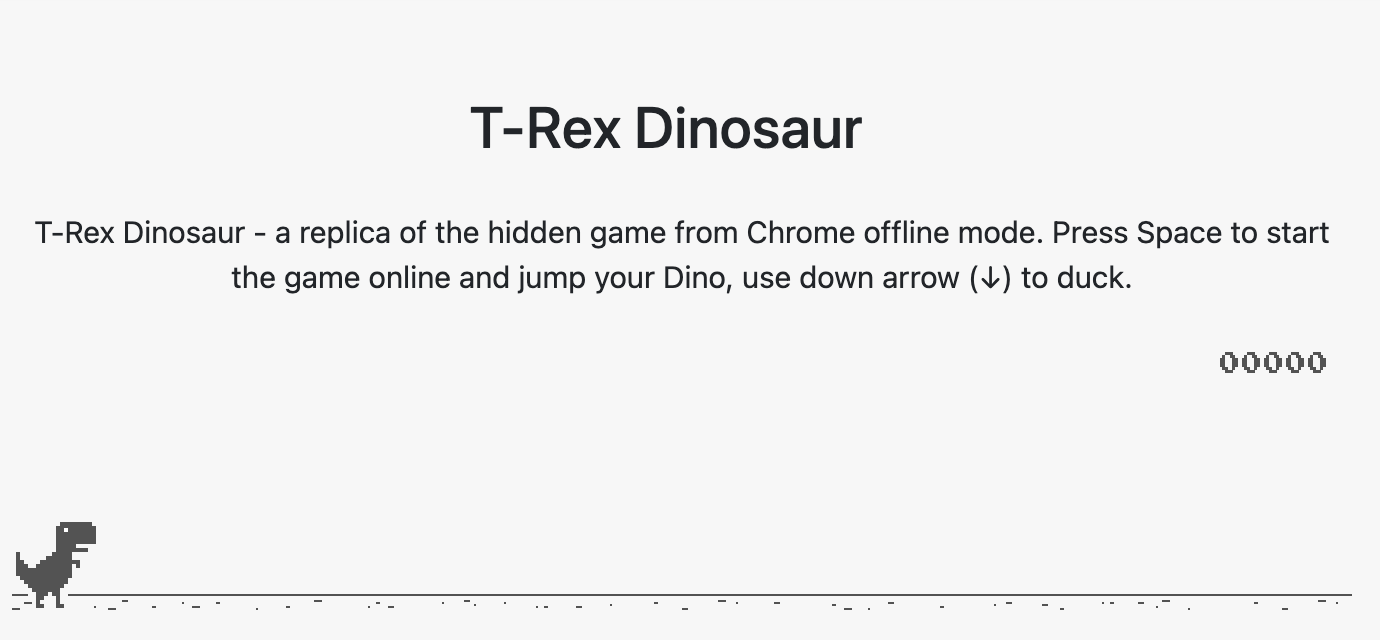 T-Rex Dinosaur
T-Rex Dinosaur - a replica of the hidden game from Chrome offline mode. Press Space to start
the game online and jump your Dino, use down arrow (↓) to duck.
00000